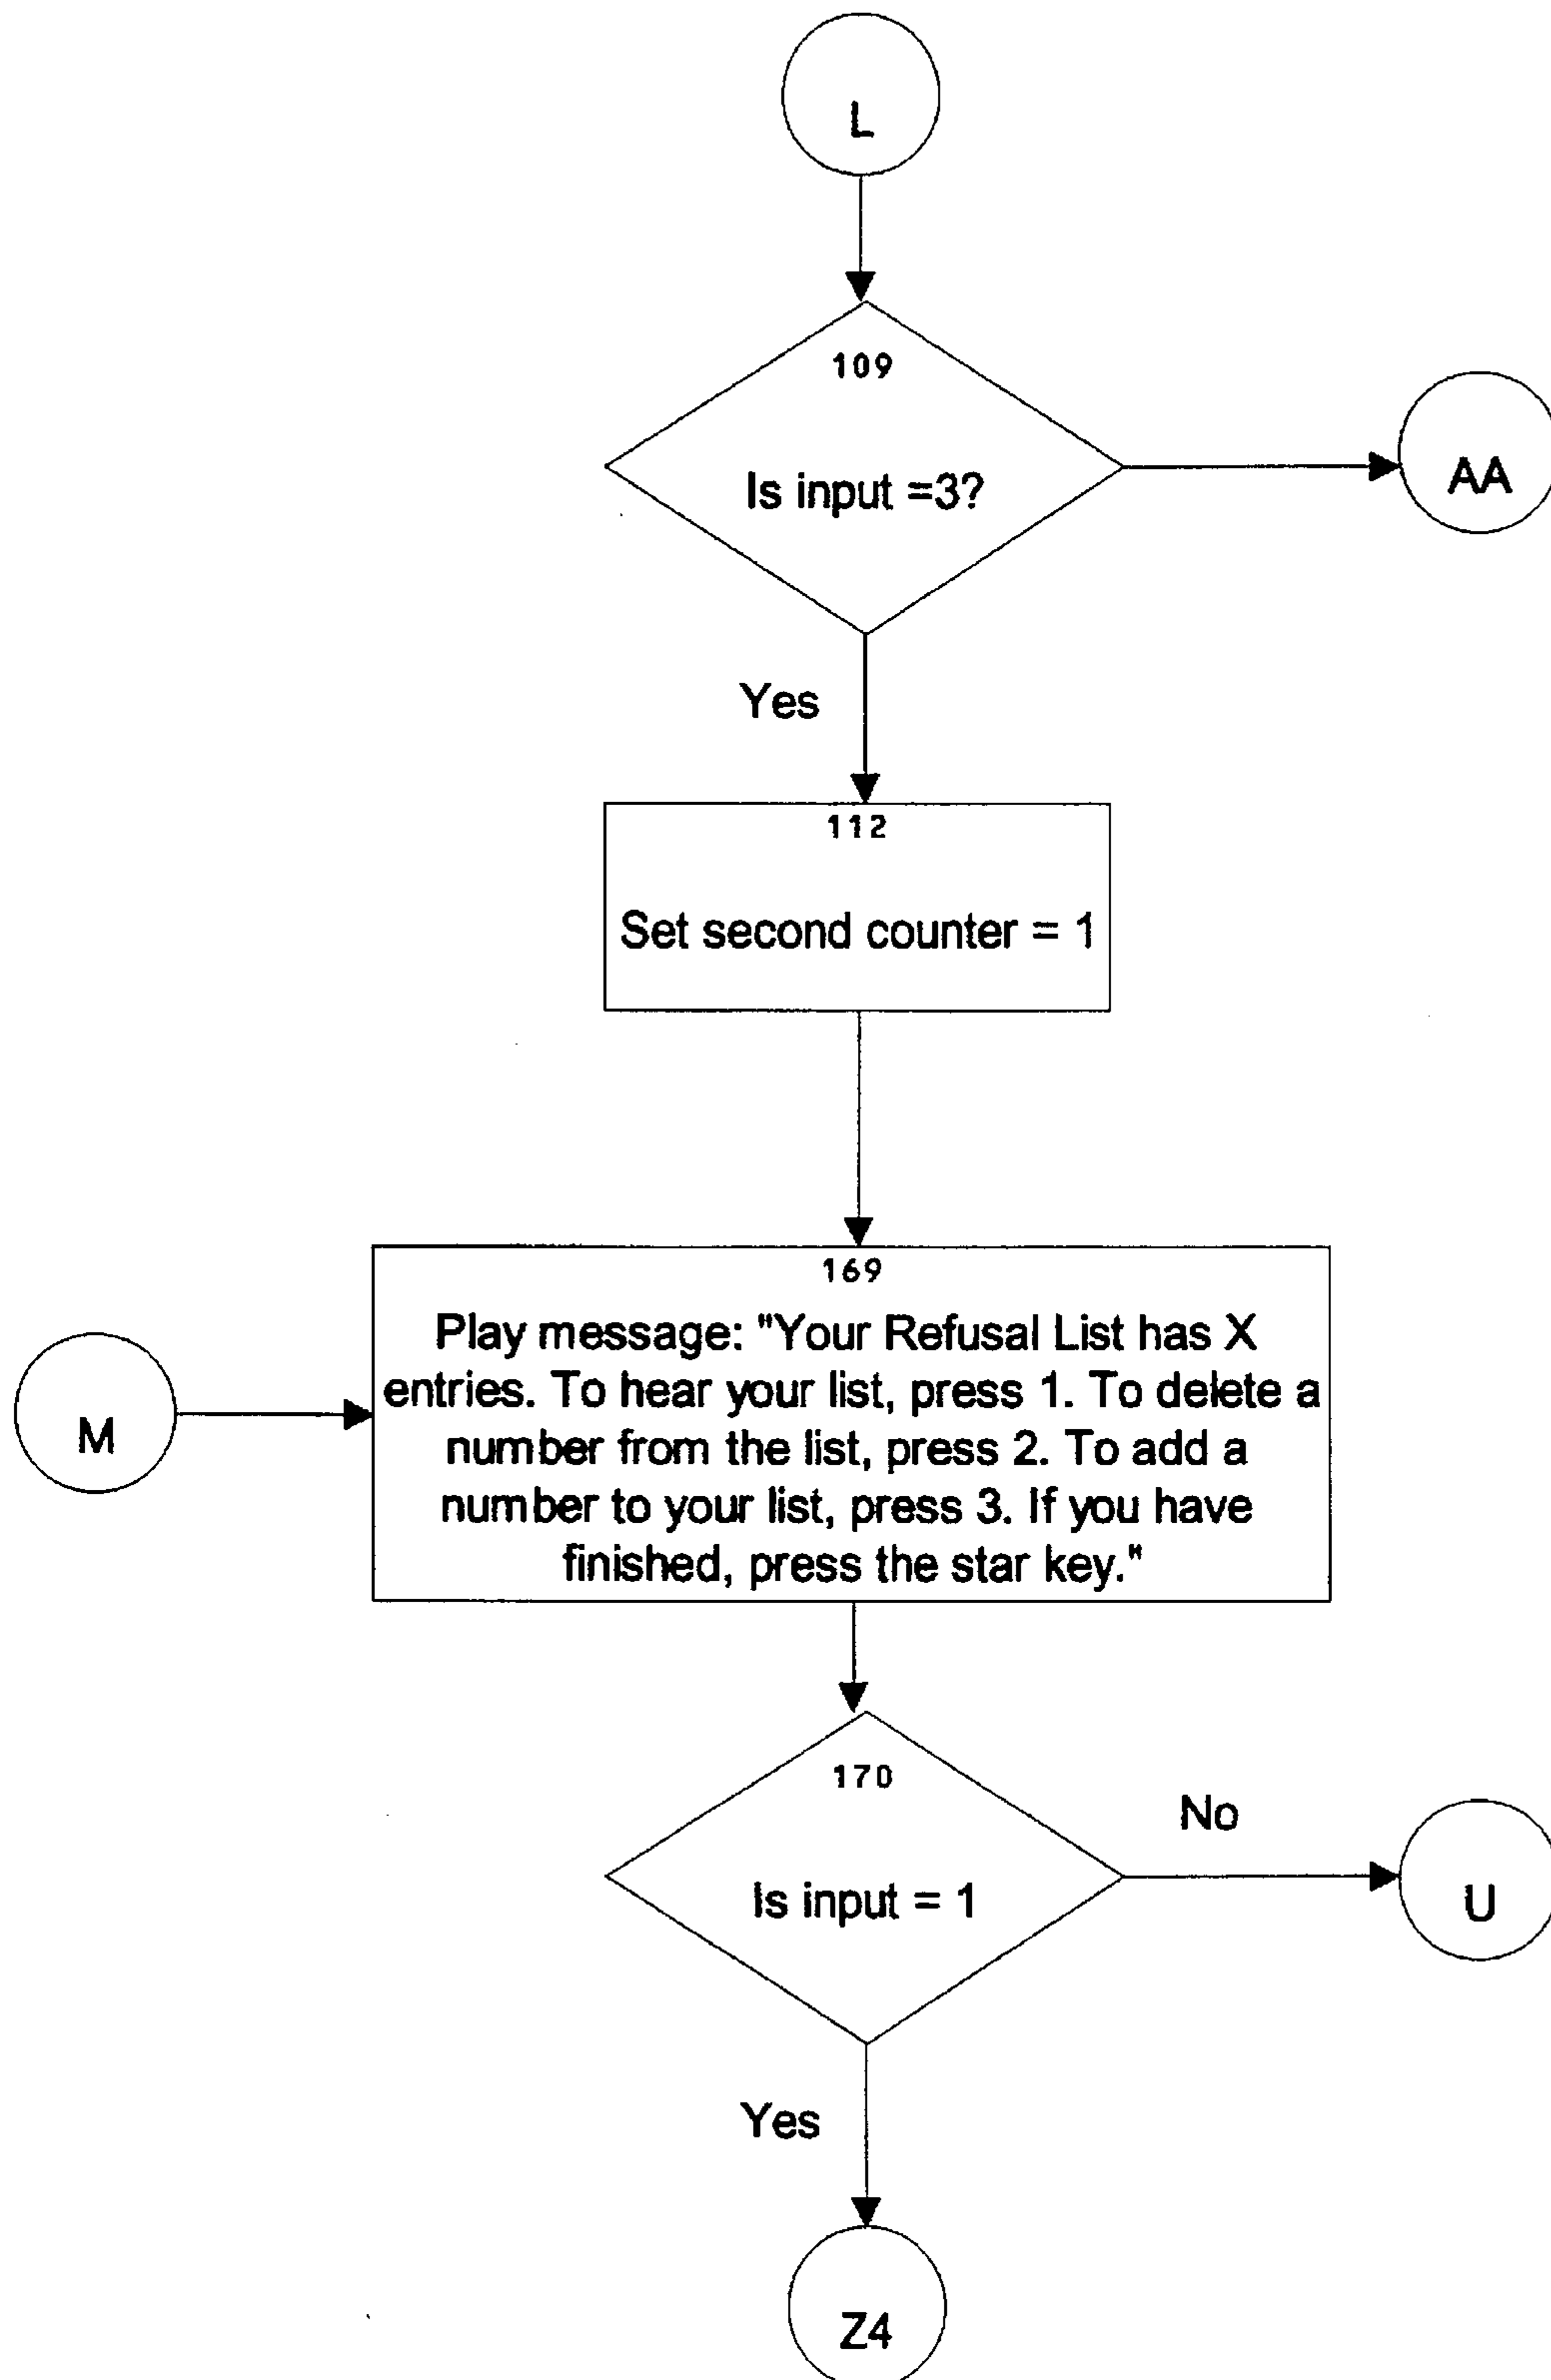 L
109
Is input =3?
AA
Yes
112
Set second counter = 1
169
Play message: "Your Refusal List has X
entries. To hear your list, press 1. To delete a
number from the list, press 2. To add a
number to your list, press 3. If you have
finished, press the star key."
M
170
No
Is input = 1
U
Yes
Z4